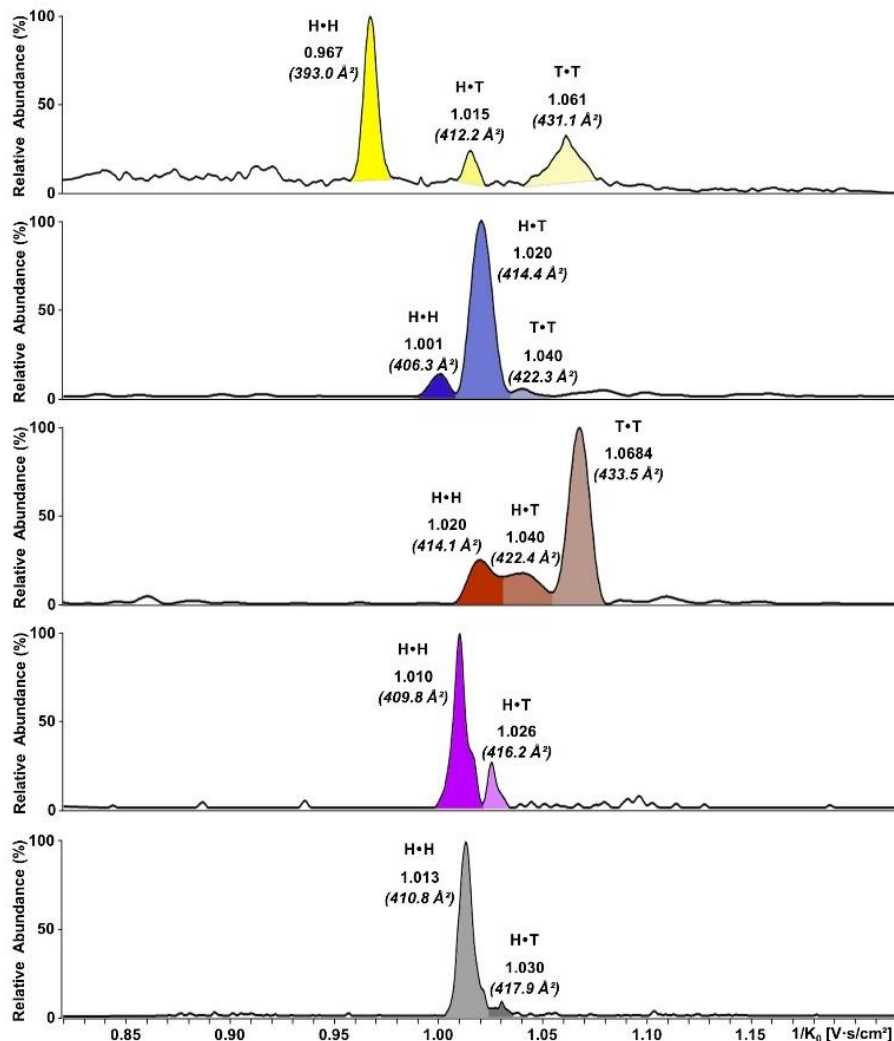 Relative Abundance (%)
100
50
0
H•H
0.967
(393.0 Å²)
H•T
1.015
(412.2 Å²)
T•T
1.061
(431.1 Å²)
Relative Abundance (%)
100
50
0
H•H
1.001
(406.3 Å²)
H•T
1.020
(414.4 Å²)
T•T
1.040
(422.3 Å²)
Relative Abundance (%)
100
50
0
H•H
1.020
(414.1 Å²)
H•T
1.040
(422.4 Å²)
T•T
1.0684
(433.5 Å²)
Relative Abundance (%)
100
50
0
H•H
1.010
(409.8 Å²)
H•T
1.026
(416.2 Å²)
Relative Abundance (%)
100
50
0
H•H
1.013
(410.8 Å²)
H•T
1.030
(417.9 Å²)
0.85 0.90 0.95 1.00 1.05 1.10 1.15 1/K₀ [V·s/cm²]